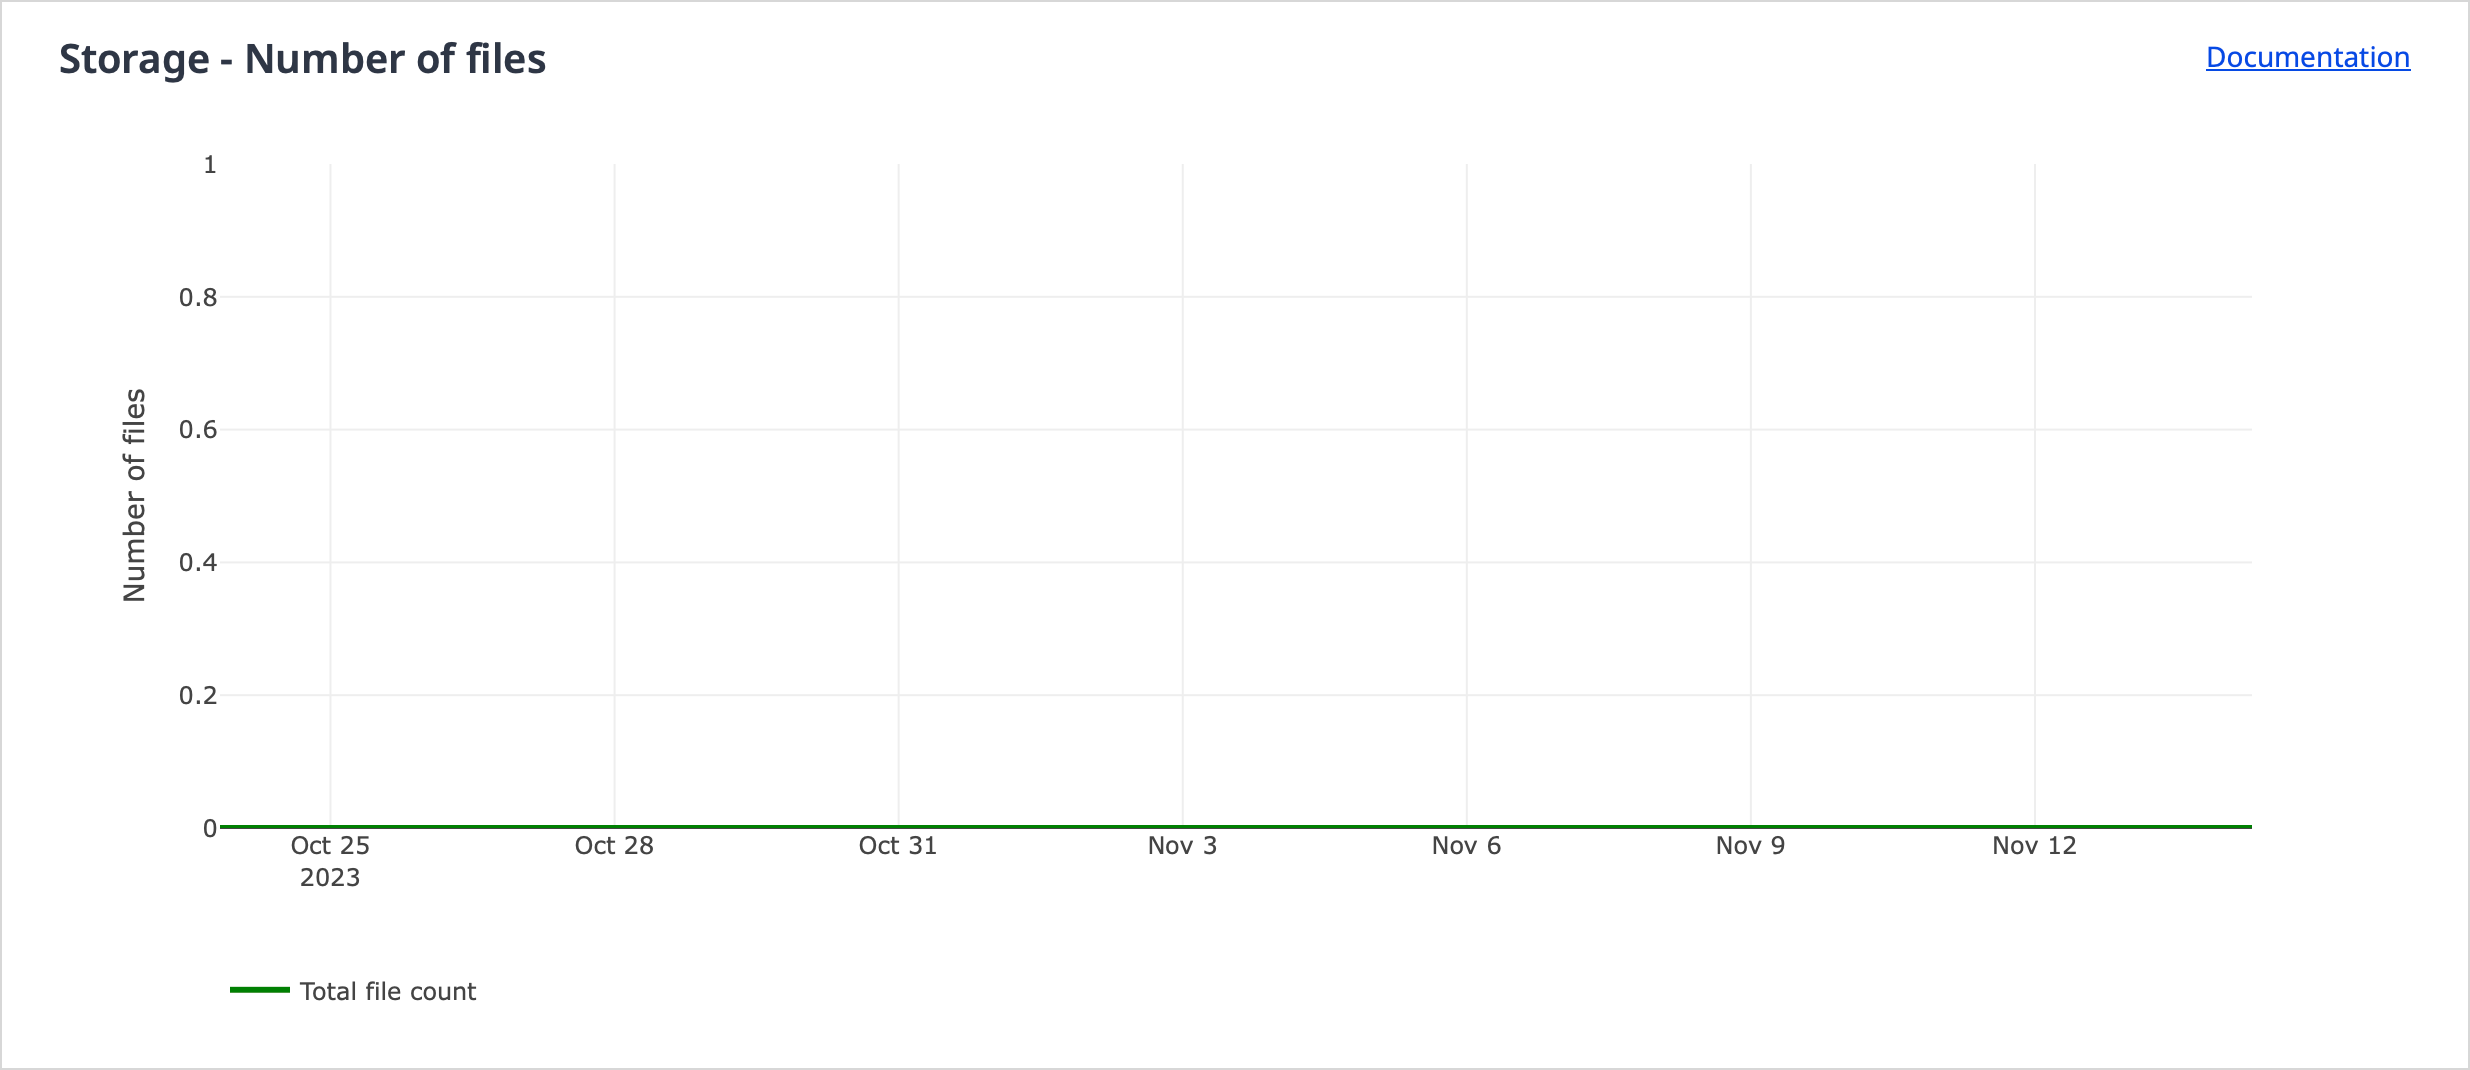 Storage - Number of files
Documentation
Number of files
1
0.8
0.6
0.4
0.2
0
Oct 25
2023
Oct 28
Oct 31
Nov 3
Nov 6
Nov 9
Nov 12
Total file count